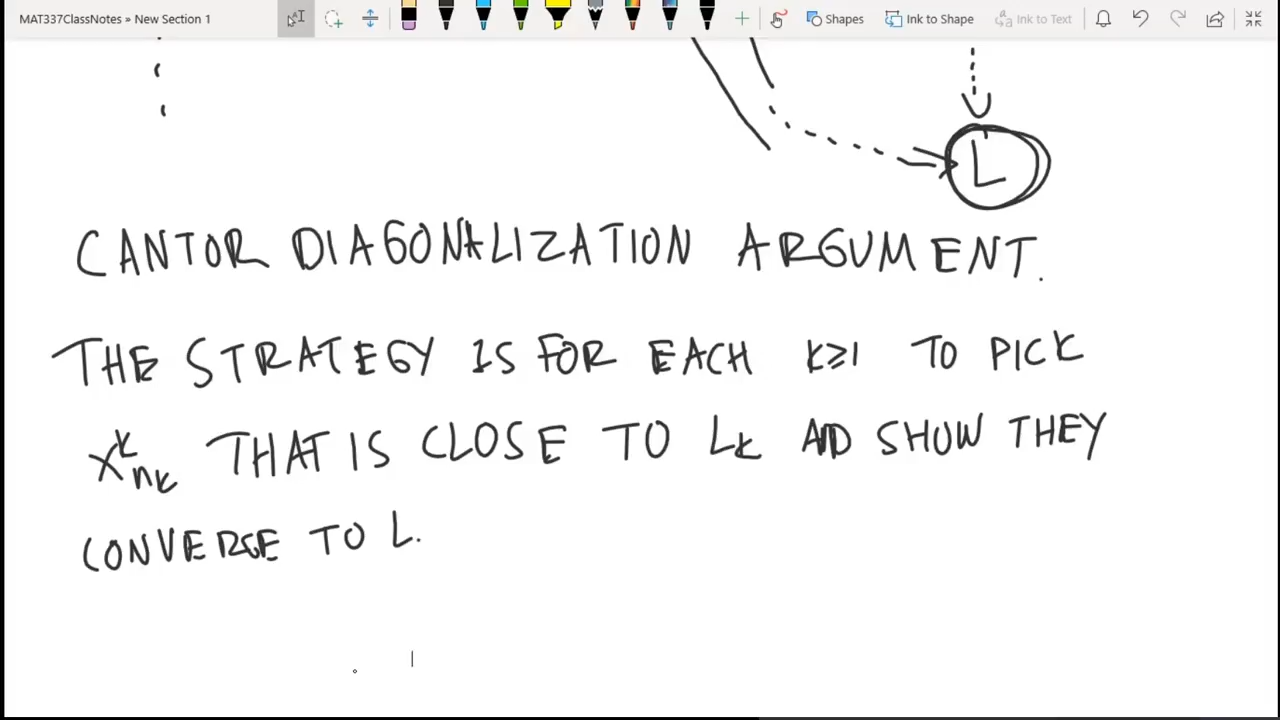 MAT337ClassNotes » New Section 1
Shapes
Ink to Shape
Ink to Text
L
CANTOR DIAGONALIZATION ARGUMENT.
THE STRATEGY IS FOR EACH k≥1 TO PICK
x^k_{n_k} THAT IS CLOSE TO L_k AND SHOW THEY
CONVERGE TO L.